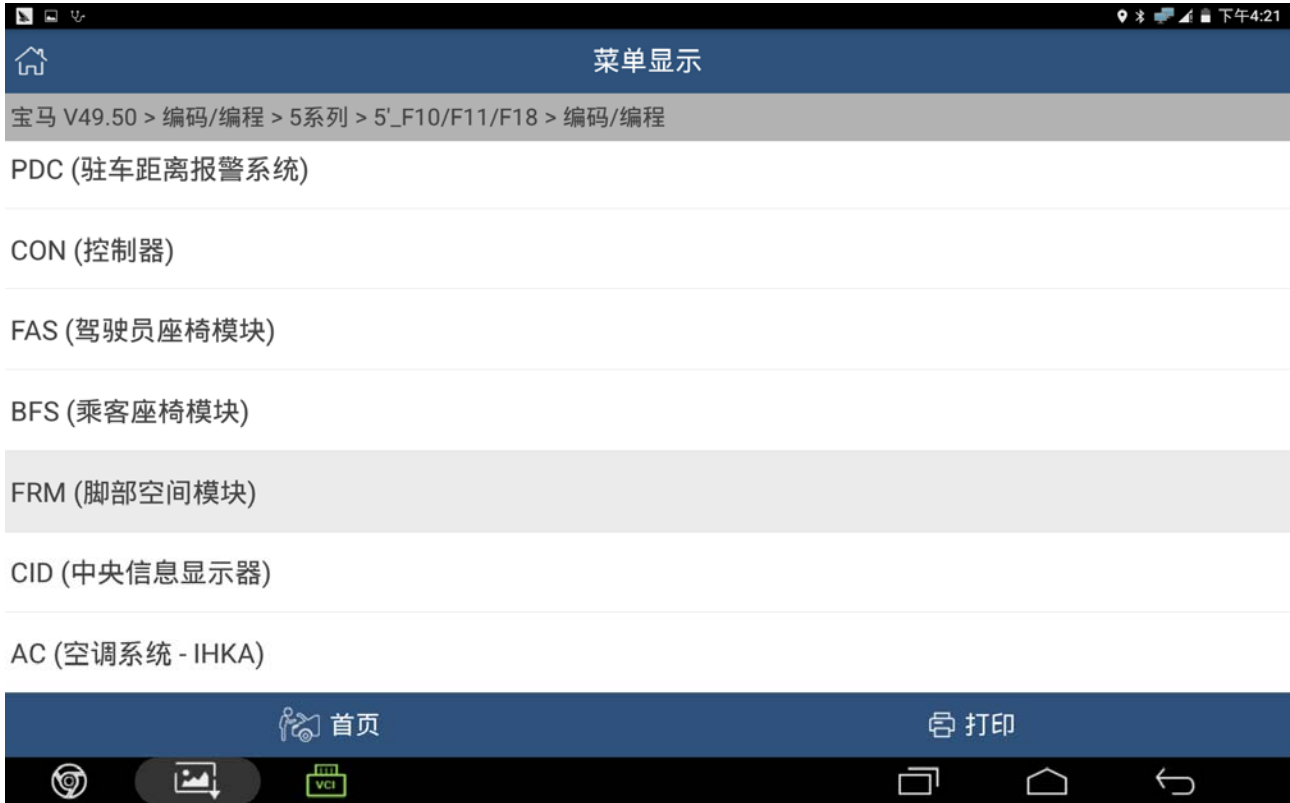 下午4:21
菜单显示
宝马 V49.50 > 编码/编程 > 5系列 > 5'_F10/F11/F18 > 编码/编程
PDC (驻车距离报警系统)
CON (控制器)
FAS (驾驶员座椅模块)
BFS (乘客座椅模块)
FRM (脚部空间模块)
CID (中央信息显示器)
AC (空调系统 - IHKA)
首页 打印
VCI